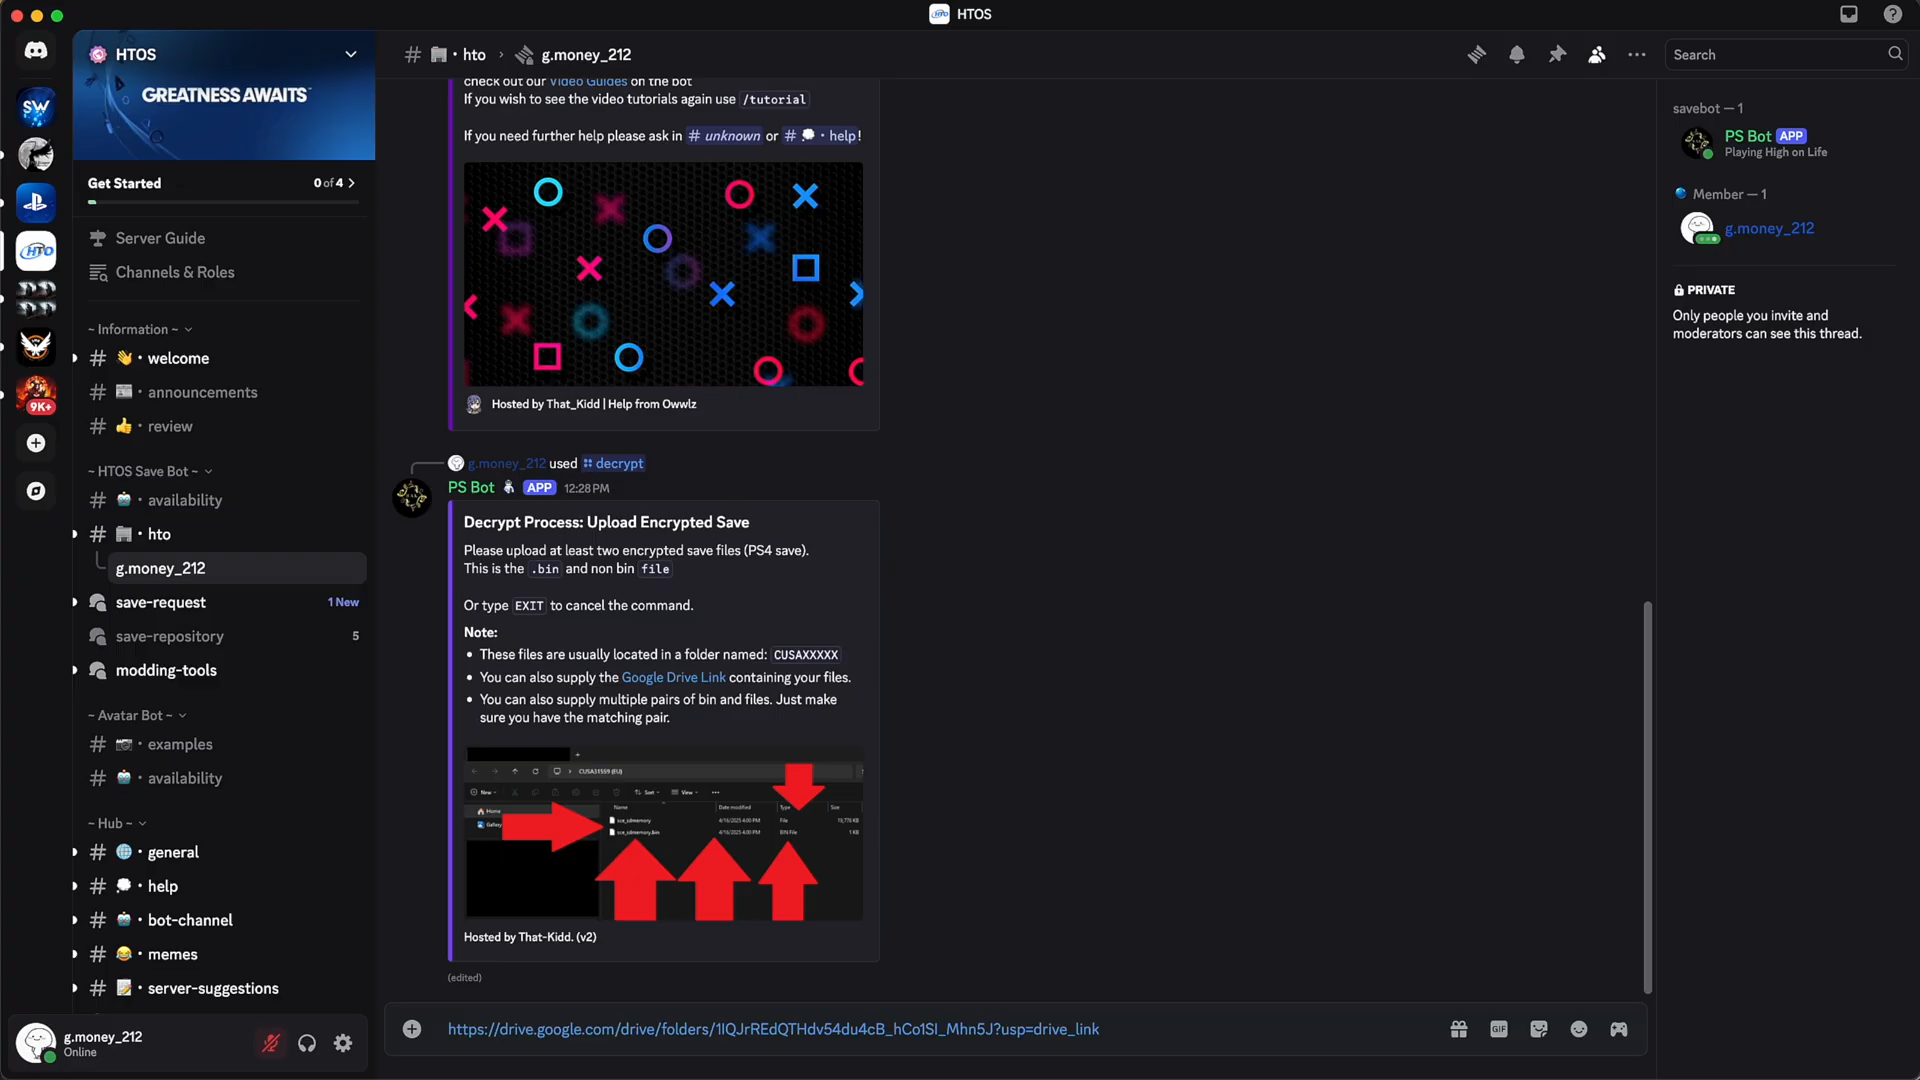 HTOS
HTOS
GREATNESS AWAITS
Get Started
0 of 4
Server Guide
Channels & Roles
~ Information ~
welcome
announcements
review
~ HTOS Save Bot ~
availability
hto
g.money_212
save-request
1 New
save-repository
5
modding-tools
~ Avatar Bot ~
examples
availability
~ Hub ~
general
help
bot-channel
memes
server-suggestions
g.money_212
Online
SW
HTO
9K+
hto › g.money_212
Search
check out our Video Guides on the bot
If you wish to see the video tutorials again use /tutorial
If you need further help please ask in # unknown or # 💭・help!
Hosted by That_Kidd | Help from Owwlz
g.money_212 used decrypt
PS Bot APP 12:28 PM
Decrypt Process: Upload Encrypted Save
Please upload at least two encrypted save files (PS4 save).
This is the .bin and non bin file
Or type EXIT to cancel the command.
Note:
• These files are usually located in a folder named: CUSAXXXXX
• You can also supply the Google Drive Link containing your files.
• You can also supply multiple pairs of bin and files. Just make
sure you have the matching pair.
CUSA31559 (EU)
New
Sort
View
Home
Gallery
Name
Date modified
Type
Size
sce_sdmemory
4/16/2025 4:00 PM
File
19,776 KB
sce_sdmemory.bin
4/16/2025 4:00 PM
BIN File
1 KB
Hosted by That-Kidd. (v2)
(edited)
https://drive.google.com/drive/folders/1IQJrREdQTHdv54du4cB_hCo1SI_Mhn5J?usp=drive_link
GIF
savebot — 1
PS Bot APP
Playing High on Life
Member — 1
g.money_212
PRIVATE
Only people you invite and
moderators can see this thread.